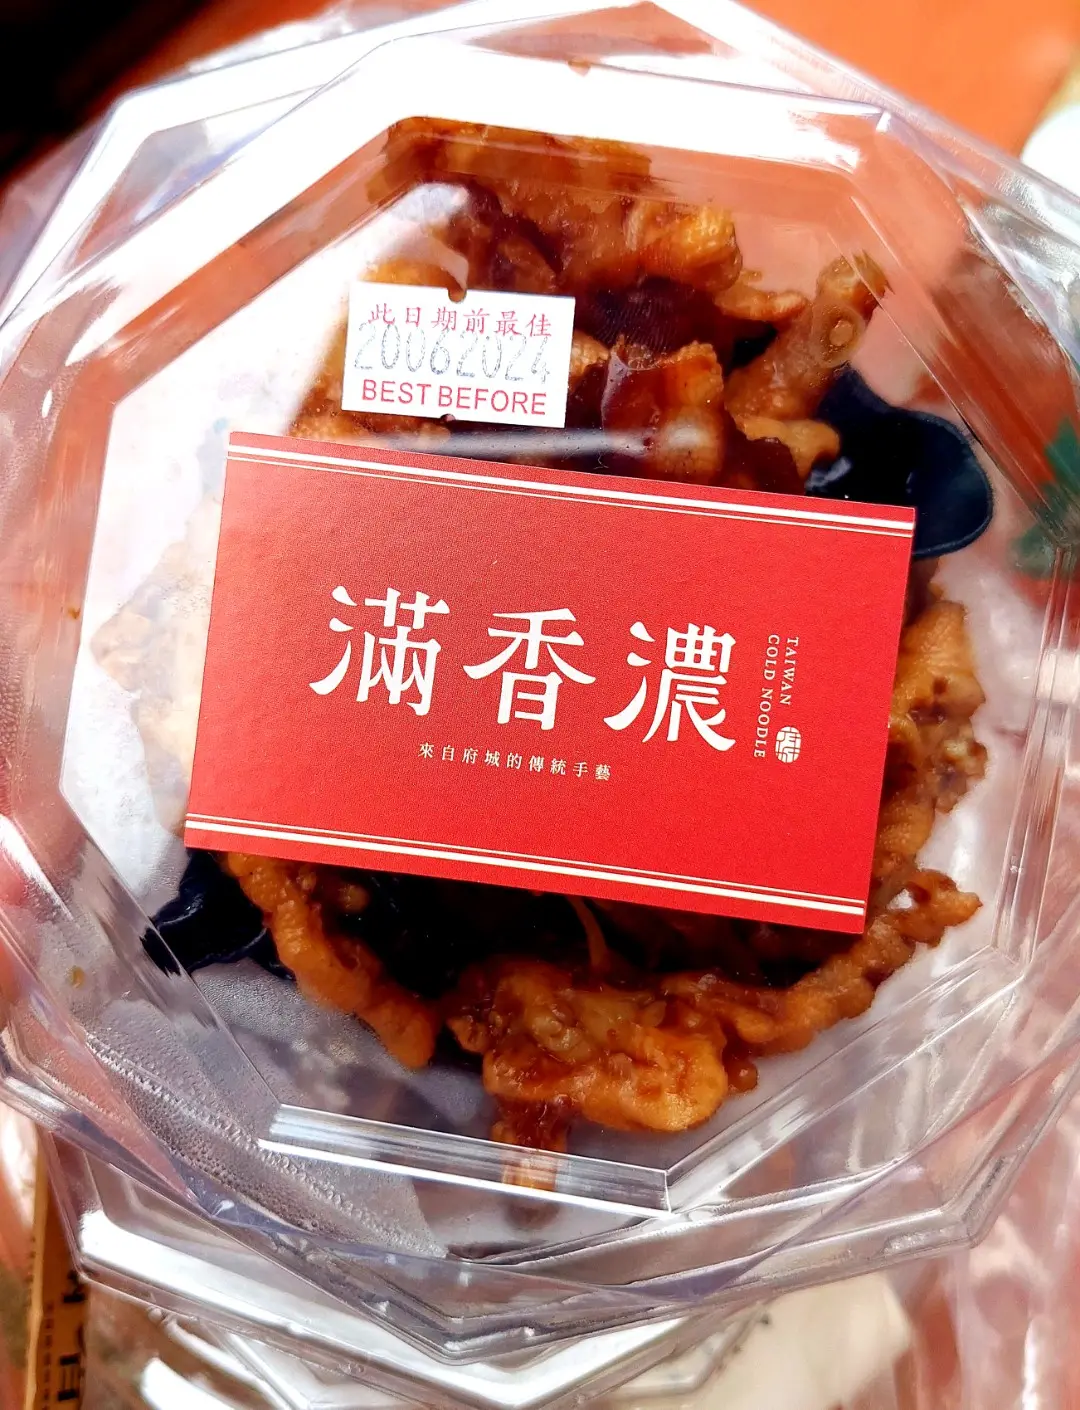 此日期前最佳
20062024
BEST BEFORE
滿香濃
TAIWAN
COLD NOODLE
來自府城的傳統手藝